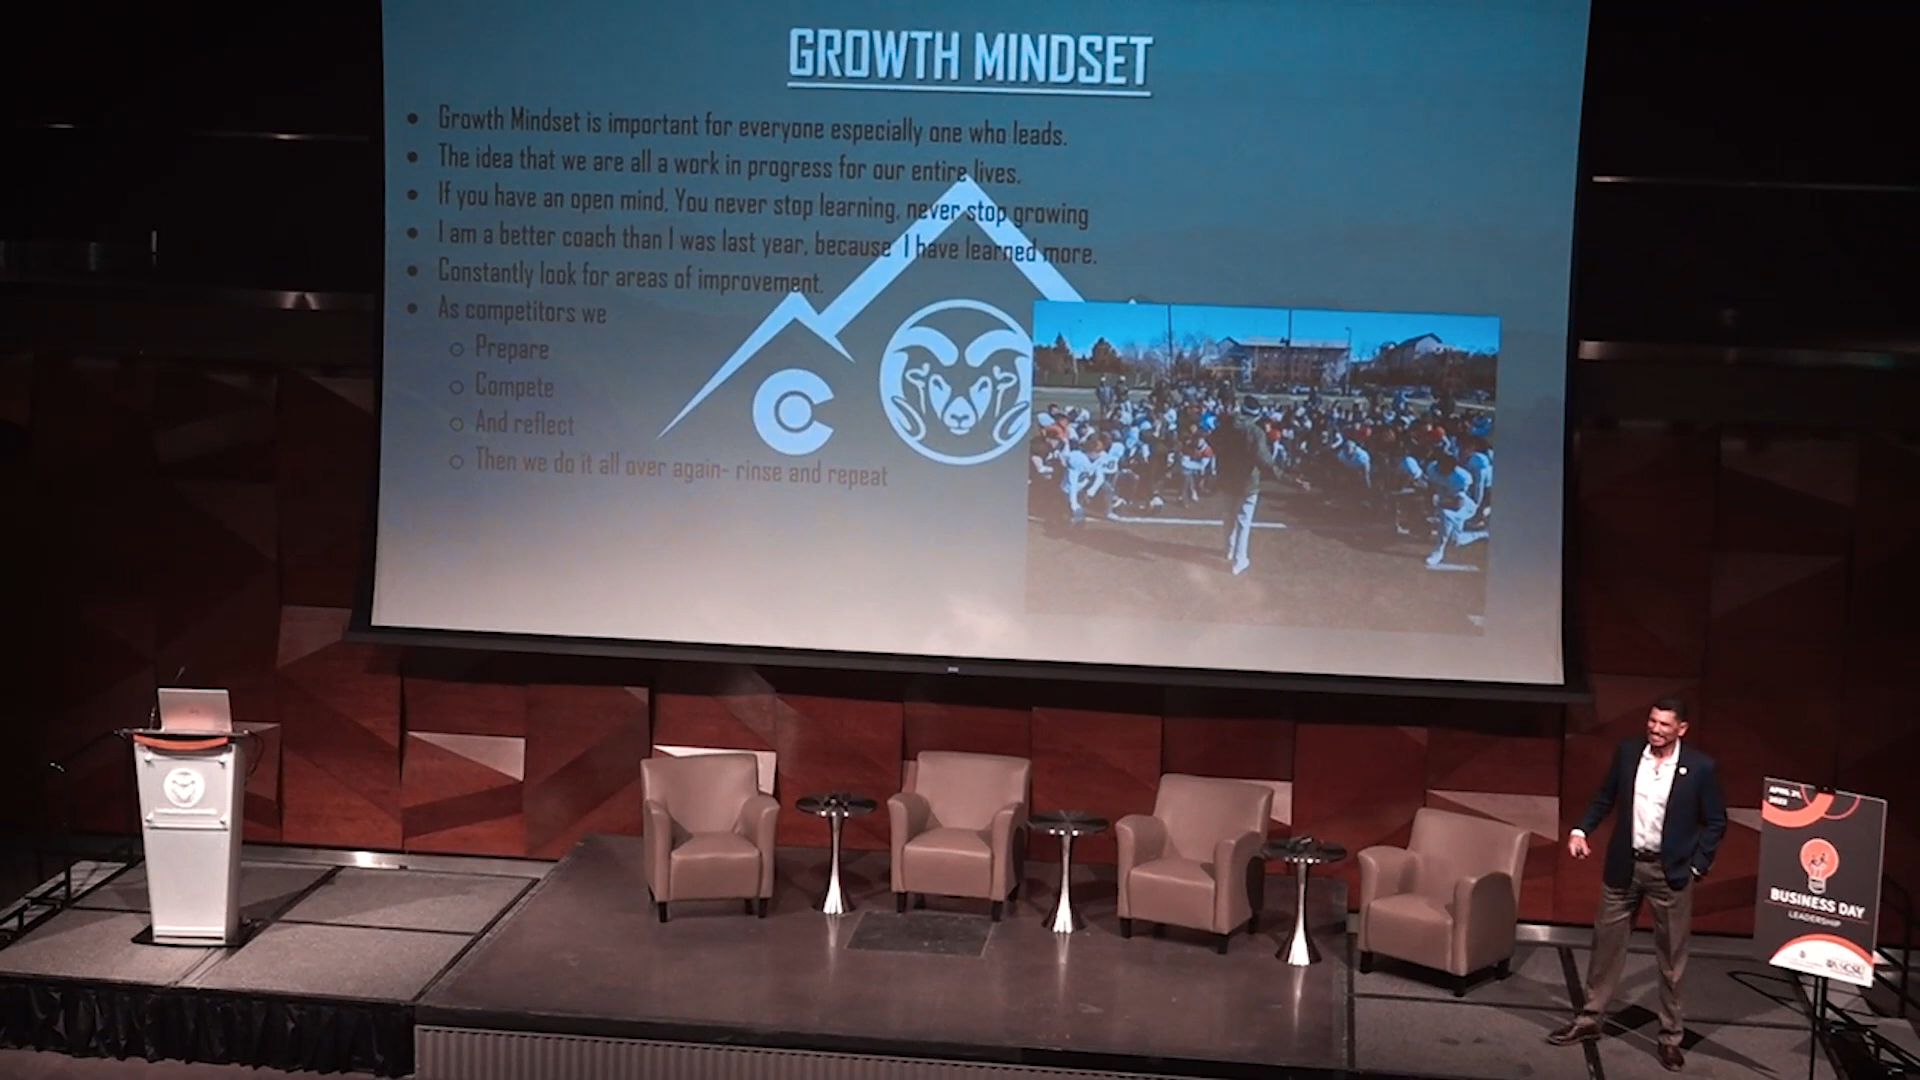 GROWTH MINDSET
Growth Mindset is important for everyone especially one who leads.
The idea that we are all a work in progress for our entire lives.
If you have an open mind. You never stop learning, never stop growing
I am a better coach than I was last year, because I have learned more.
Constantly look for areas of improvement.
As competitors we
Prepare
Compete
And reflect
Then we do it all over again- rinse and repeat
C
APRIL 21,
BUSINESS DAY
LEADERSHIP
ASCSU